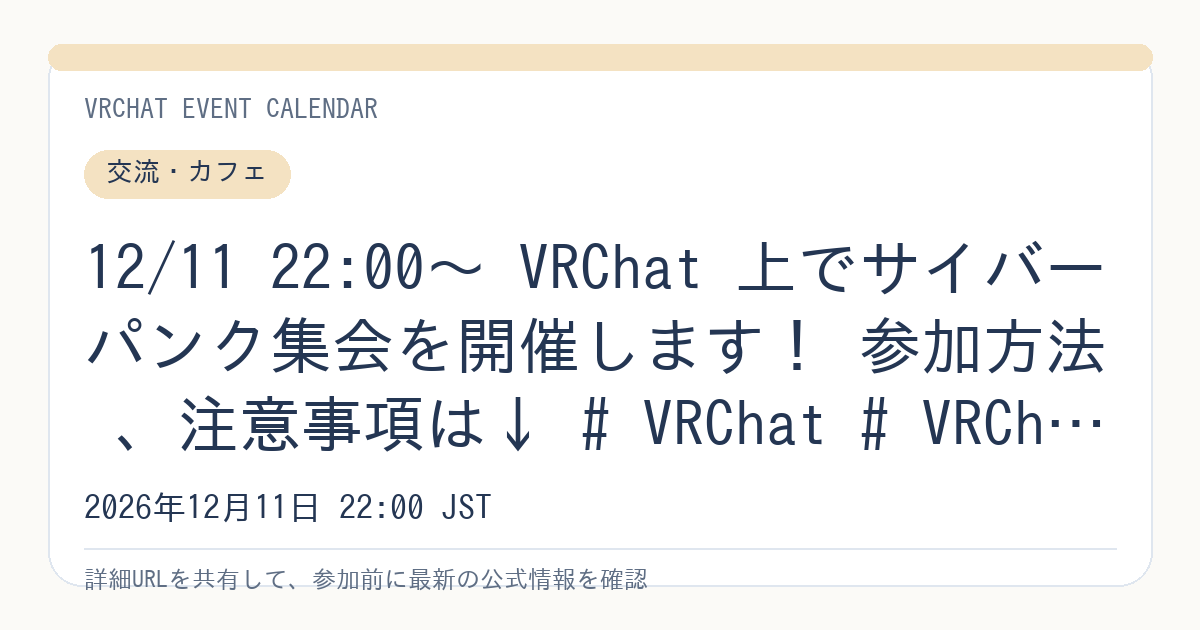 VRCHAT EVENT CALENDAR
交流・カフェ
12/11 22:00〜 VRChat 上でサイバー
パンク集会を開催します！ 参加方法
、注意事項は↓ # VRChat # VRCh…
2026年12月11日 22:00 JST
詳細URLを共有して、参加前に最新の公式情報を確認